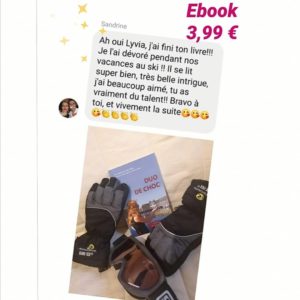 Ebook
3,99 €
Sandrine
Ah oui Lyvia, j'ai fini ton livre!!!
Je l'ai dévoré pendant nos
vacances au ski !! Il se lit
super bien, très belle intrigue,
j'ai beaucoup aimé, tu as
vraiment du talent!! Bravo à
toi, et vivement la suite😘😘😘
👏👏👏👏
DUO
DE CHOC